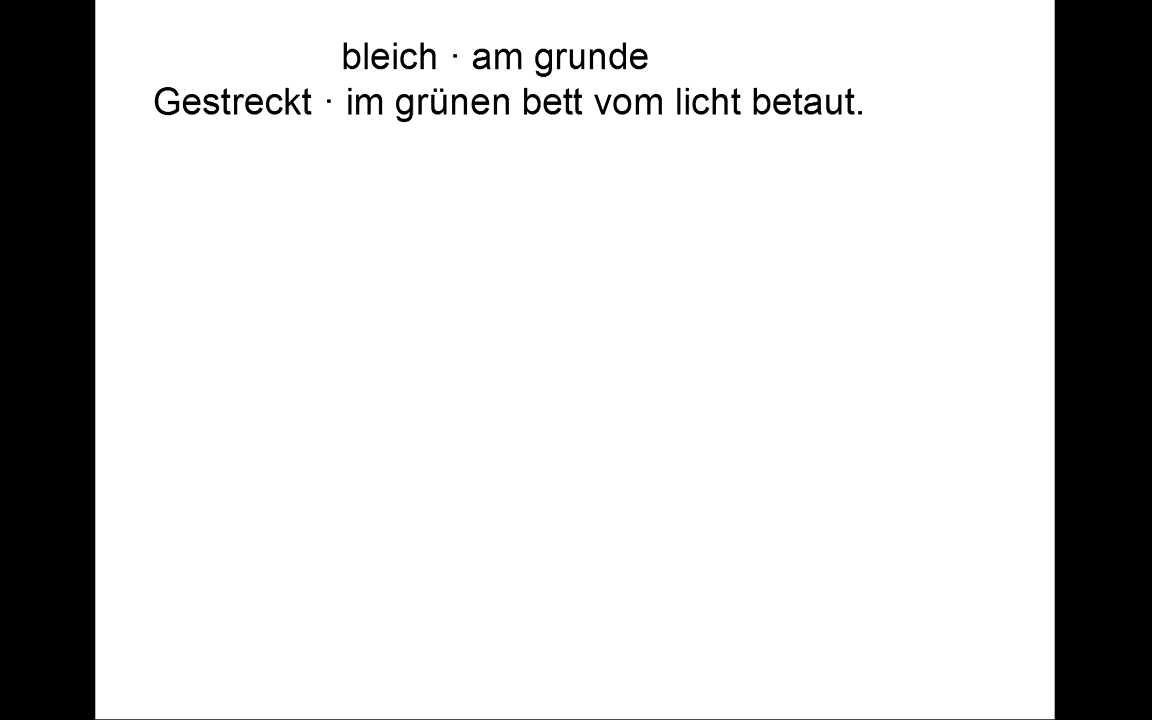 bleich · am grunde
Gestreckt · im grünen bett vom licht betaut.